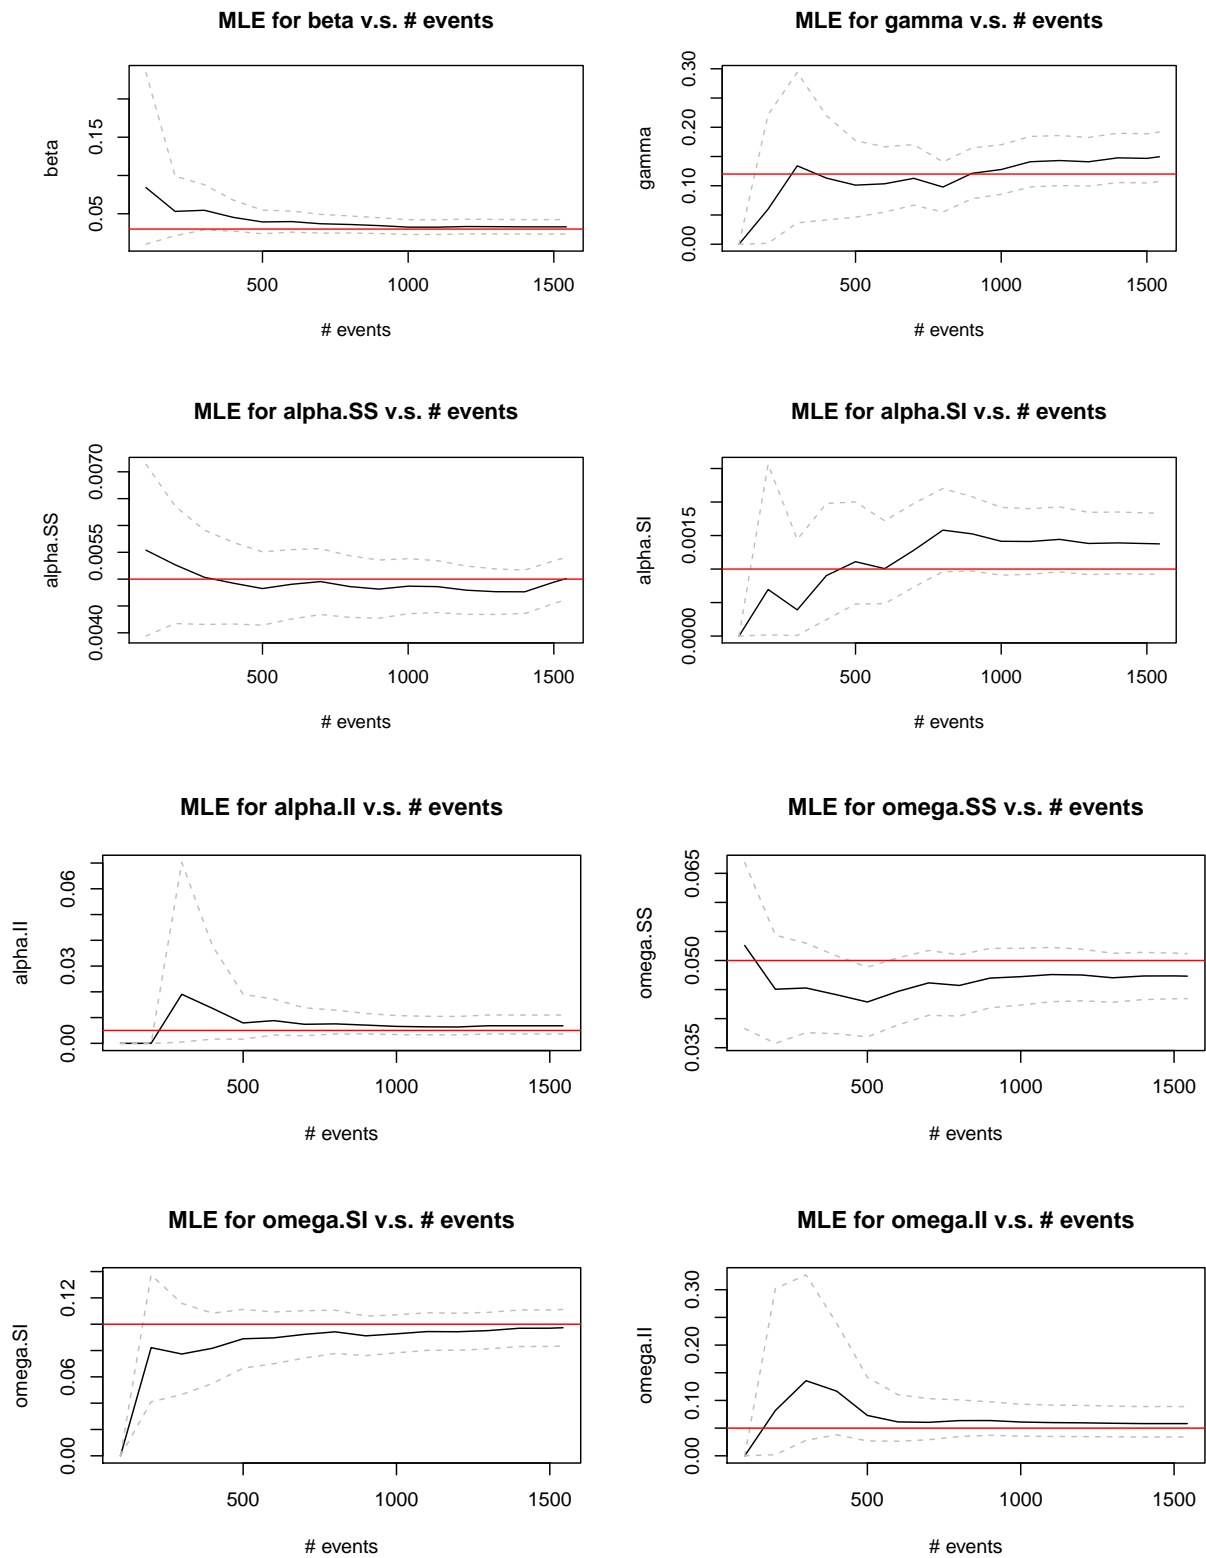 MLE for beta v.s. # events
beta
0.15
0.05
500 1000 1500
# events
MLE for gamma v.s. # events
gamma
0.30
0.20
0.10
0.00
500 1000 1500
# events
MLE for alpha.SS v.s. # events
alpha.SS
0.0070
0.0055
0.0040
500 1000 1500
# events
MLE for alpha.SI v.s. # events
alpha.SI
0.0015
0.0000
500 1000 1500
# events
MLE for alpha.II v.s. # events
alpha.II
0.06
0.03
0.00
500 1000 1500
# events
MLE for omega.SS v.s. # events
omega.SS
0.065
0.050
0.035
500 1000 1500
# events
MLE for omega.SI v.s. # events
omega.SI
0.12
0.06
0.00
500 1000 1500
# events
MLE for omega.II v.s. # events
omega.II
0.30
0.20
0.10
0.00
500 1000 1500
# events